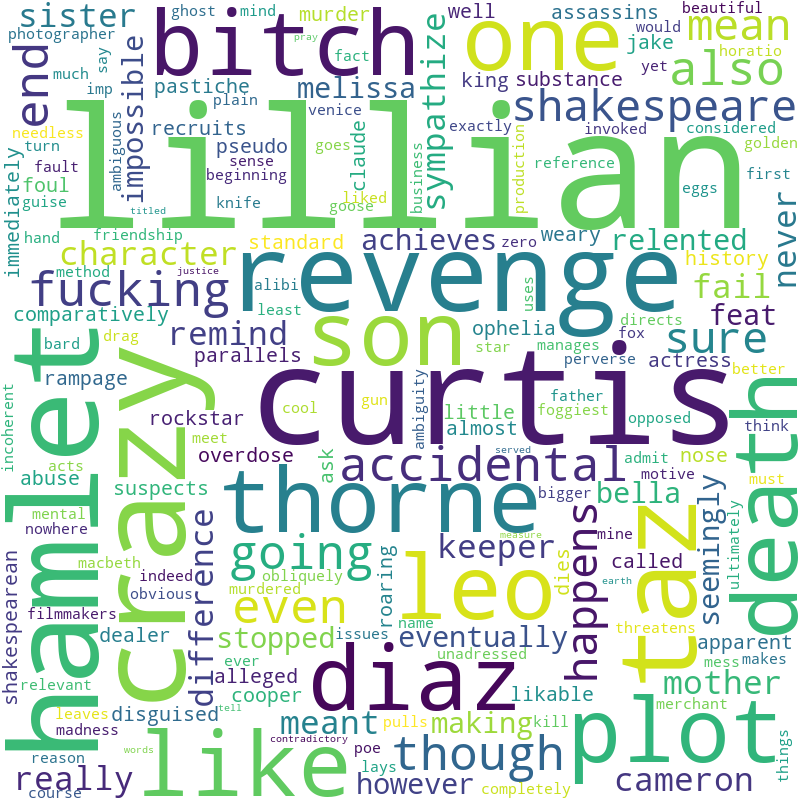 sister
ghost
mind
murder
well
assassins
beautiful
photographer
bitch
one
would
mean
pray
say
fact
jake
horatio
end
much
imp
pastiche
melissa
king
substance
yet
also
impossible
plain
venice
sympathize
shakespeare
needless
recruits
pseudo
exactly
invoked
considered
golden
turn
ambiguous
sense
goes
claude
business
production
reference
first
fault
beginning
foul
guise
knife
liked
goose
eggs
immediately
titled
lillian
hand
friendship
standard
achieves
zero
weary
relented
never
character
method
justice
revenge
history
fucking
alibi
least
uses
fail
feat
comparatively
drag
son
ophelia
directs
remind
star
manages
fox
sure
bard
parallels
perverse
actress
better
hamlet
crazy
rampage
curtis
father
cool
gun
ambiguity
little
foggiest
opposed
think
rockstar
almost
death
incoherent
meet
overdose
served
admit
nose
acts
ask
accidental
motive
must
abuse
suspects
thorne
bigger
bella
mental
nowhere
difference
going
keeper
measure
happens
mine
taz
seemingly
ultimately
macbeth
roaring
leo
dies
called
indeed
obliquely
earth
obvious
murdered
name
filmmakers
even
threatens
shakespearean
dealer
stopped
issues
eventually
apparent
ever
unadressed
mess
makes
alleged
diaz
mother
relevant
cooper
likable
plot
leaves
disguised
tell
meant
pulls
making
kill
merchant
madness
contradictory
words
like
poe
though
reason
lays
things
really
however
completely
cameron
course